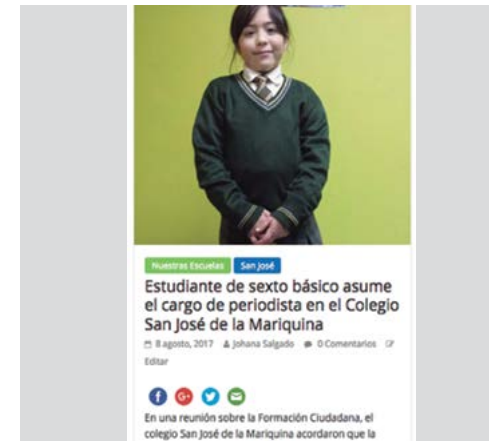 Nuestras Escuelas San José
Estudiante de sexto básico asume
el cargo de periodista en el Colegio
San José de la Mariquina
8 agosto, 2017 Johana Salgado 0 Comentarios
Editar
En una reunión sobre la Formación Ciudadana, el
colegio San José de la Mariquina acordaron que la